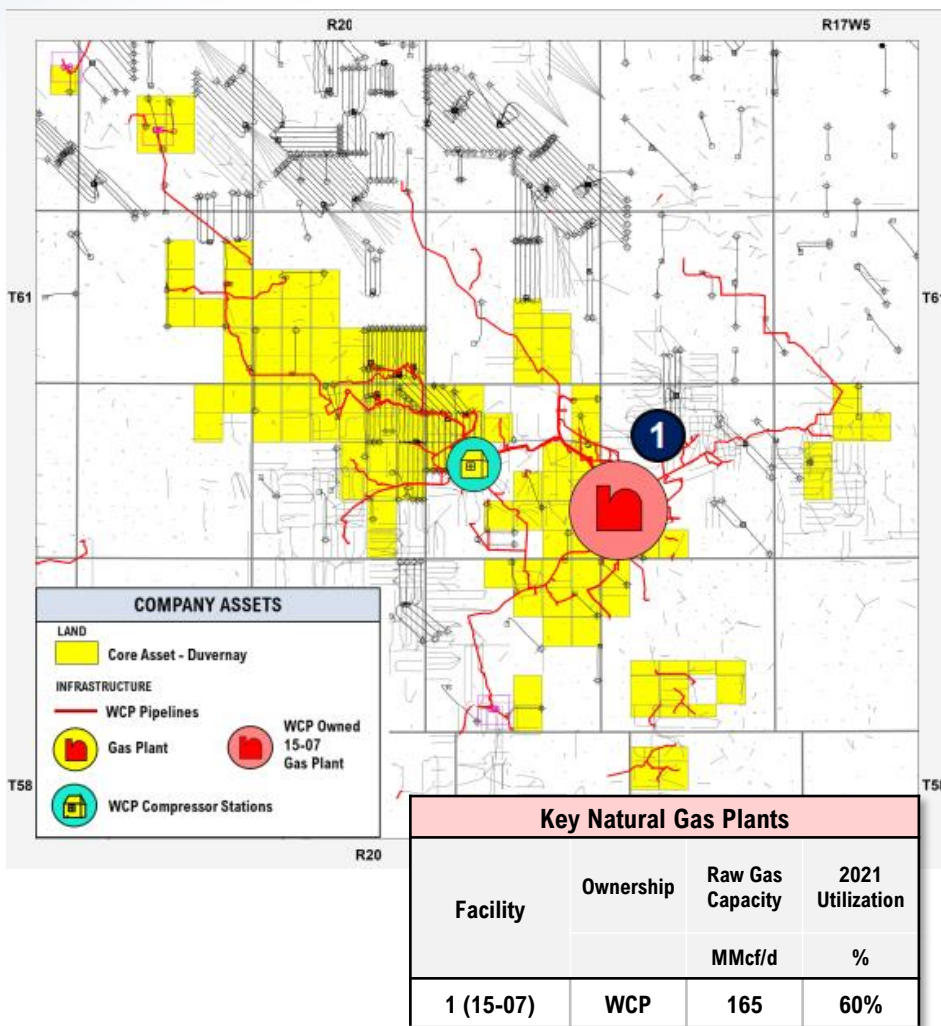 R20 R17W5
T61 T61
1
COMPANY ASSETS
LAND
Core Asset - Duvernay
INFRASTRUCTURE
WCP Pipelines
Gas Plant
WCP Owned
15-07
Gas Plant
WCP Compressor Stations
T58 T58
R20
Key Natural Gas Plants
Facility Ownership Raw Gas
Capacity 2021
Utilization
MMcf/d %
1 (15-07) WCP 165 60%